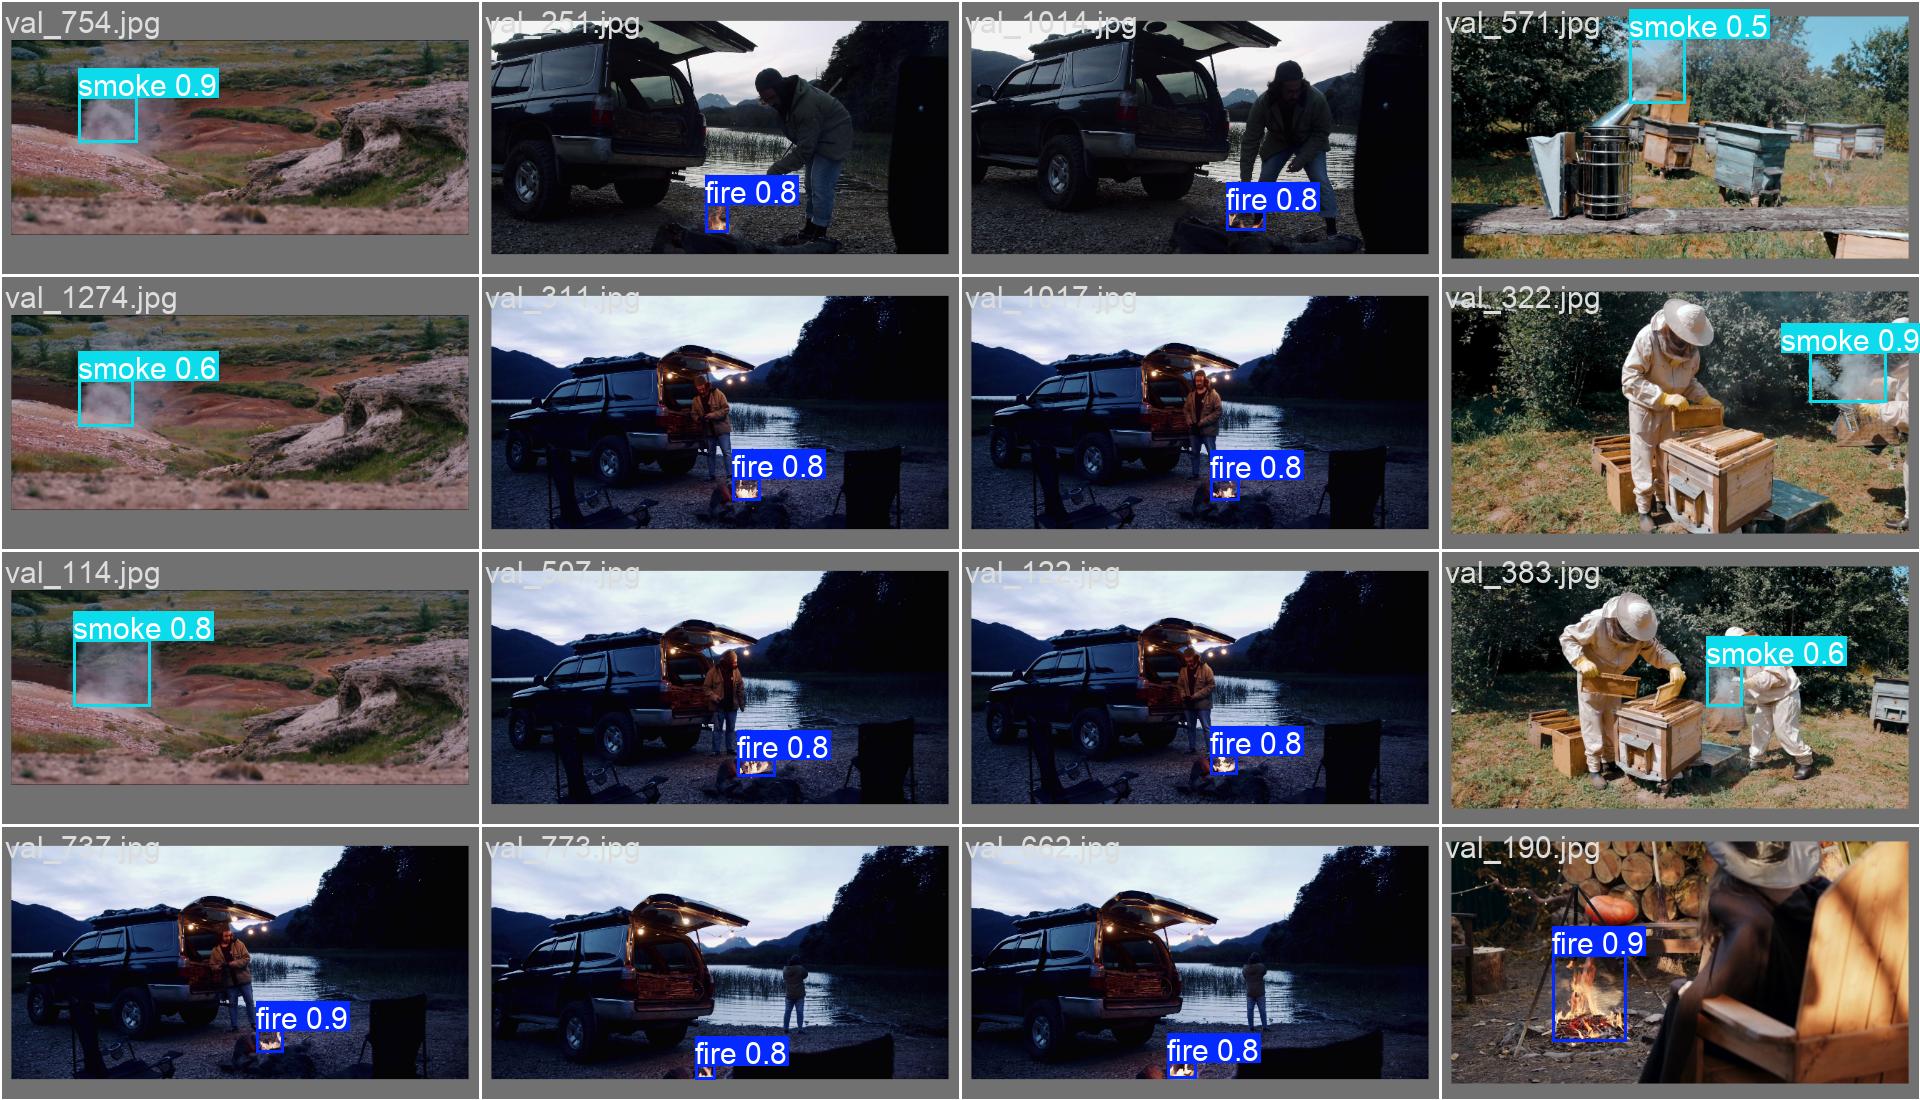 val_754.jpg
smoke 0.9
val_251.jpg
fire 0.8
val_1014.jpg
fire 0.8
val_571.jpg
smoke 0.5
val_1274.jpg
smoke 0.6
val_311.jpg
fire 0.8
val_1017.jpg
fire 0.8
val_322.jpg
smoke 0.9
val_114.jpg
smoke 0.8
val_507.jpg
fire 0.8
val_122.jpg
fire 0.8
val_383.jpg
smoke 0.6
val_737.jpg
fire 0.9
val_773.jpg
fire 0.8
val_662.jpg
fire 0.8
val_190.jpg
fire 0.9